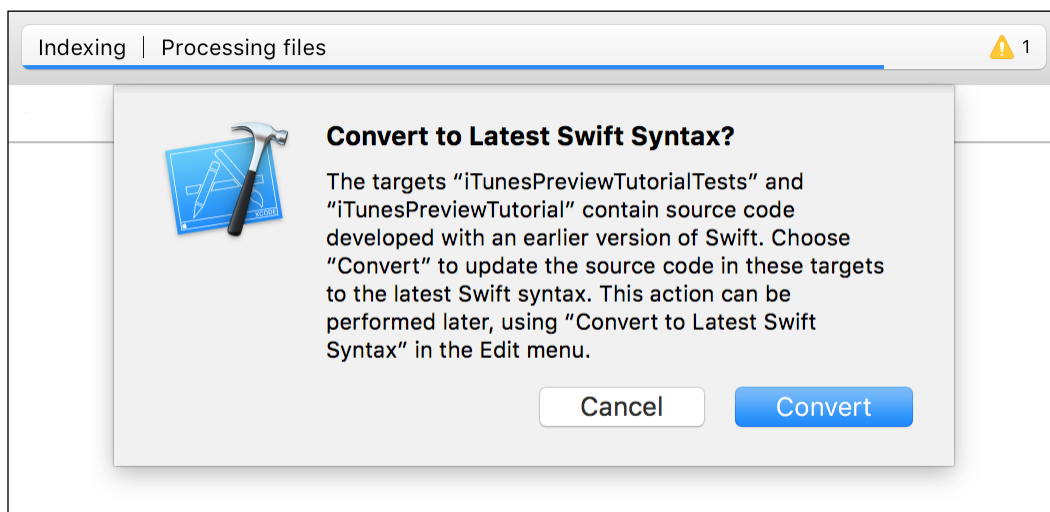 Indexing | Processing files
1
Convert to Latest Swift Syntax?
The targets “iTunesPreviewTutorialTests” and
“iTunesPreviewTutorial” contain source code
developed with an earlier version of Swift. Choose
“Convert” to update the source code in these targets
to the latest Swift syntax. This action can be
performed later, using “Convert to Latest Swift
Syntax” in the Edit menu.
XCODE
Cancel
Convert